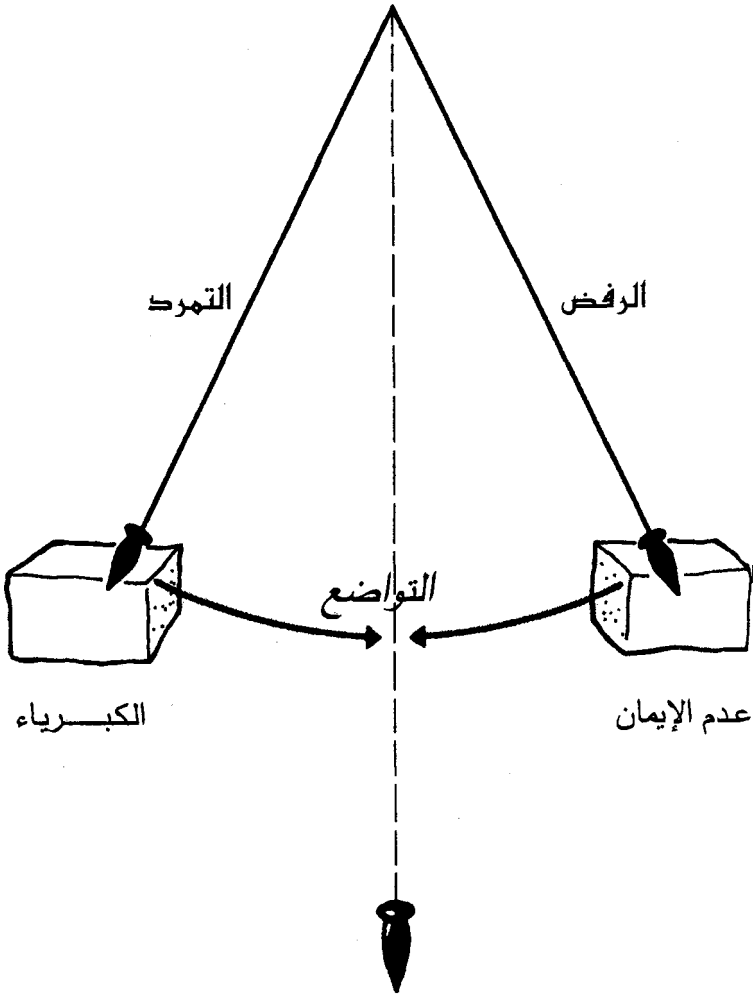 الرفض
التمرد
التواضع
عدم الإيمان
الكبـــرياء